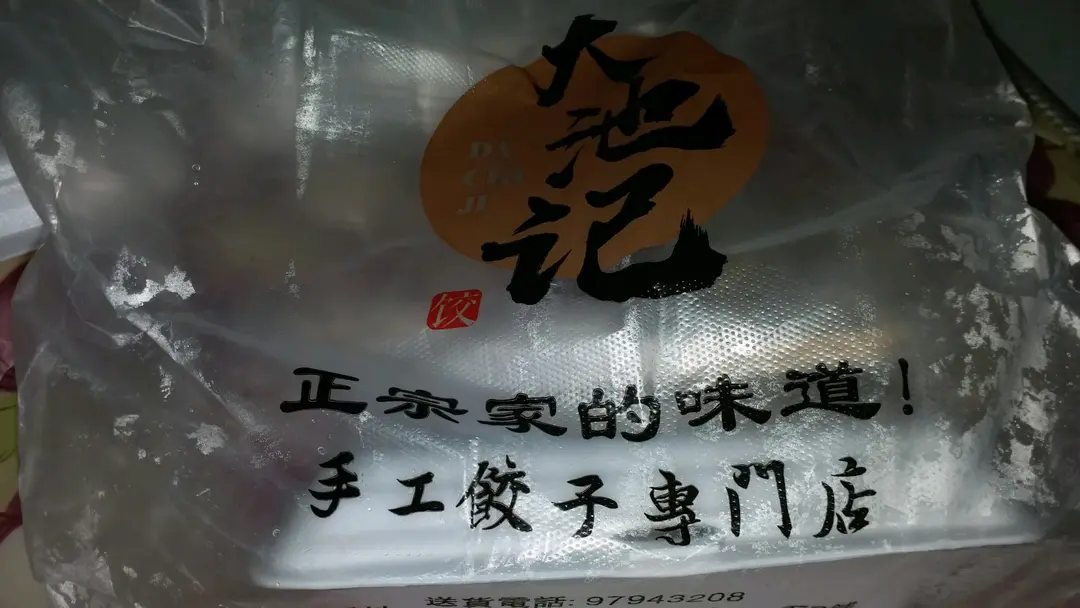 大池记
DA
CHI
JI
饺
正宗家的味道！
手工餃子專門店
送貨電話: 97943208